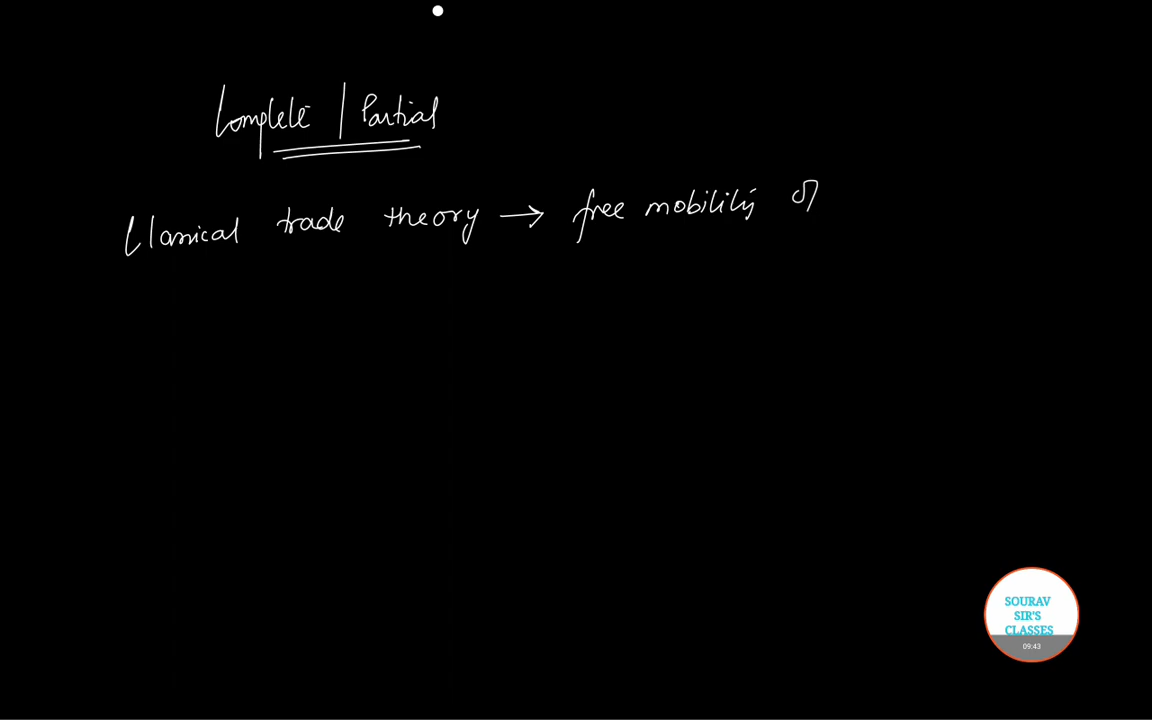 Complete | Partial
Classical trade theory → free mobility of
SOURAV
SIR'S
CLASSES
09:43